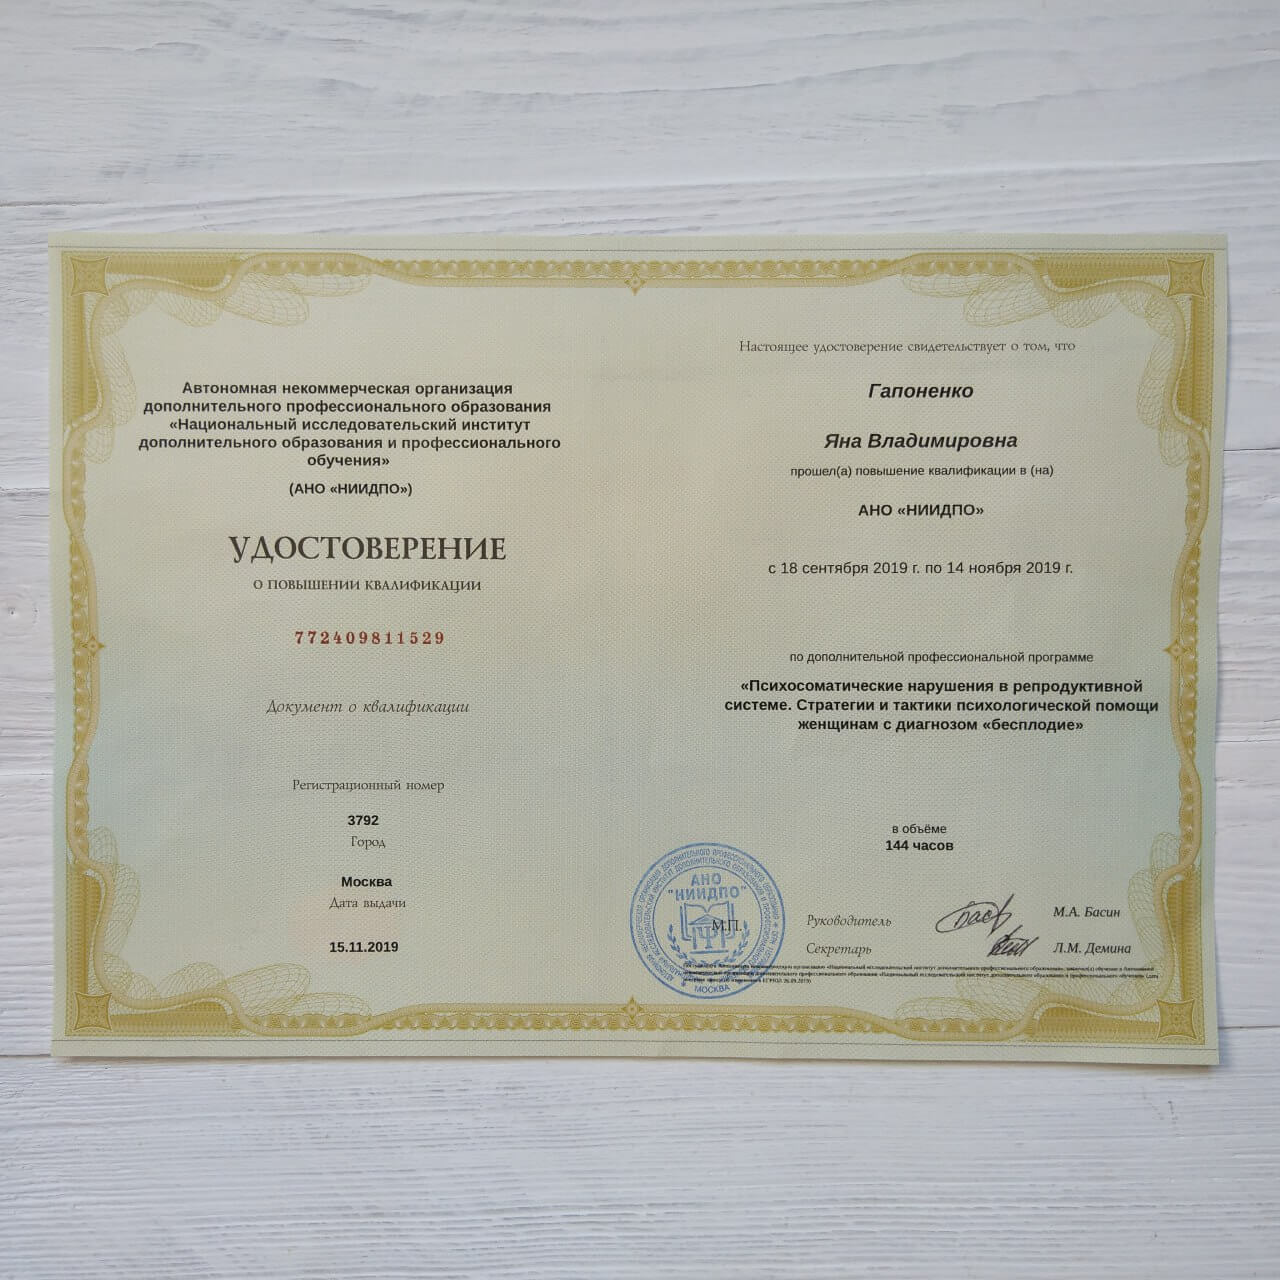 Автономная некоммерческая организация
дополнительного профессионального образования
«Национальный исследовательский институт
дополнительного образования и профессионального
обучения»
(АНО «НИИДПО»)
УДОСТОВЕРЕНИЕ
О ПОВЫШЕНИИ КВАЛИФИКАЦИИ
772409811529
Документ о квалификации
Регистрационный номер
3792
Город
Москва
Дата выдачи
15.11.2019
Настоящее удостоверение свидетельствует о том, что
Гапоненко
Яна Владимировна
прошел(а) повышение квалификации в (на)
АНО «НИИДПО»
с 18 сентября 2019 г. по 14 ноября 2019 г.
по дополнительной профессиональной программе
«Психосоматические нарушения в репродуктивной
системе. Стратегии и тактики психологической помощи
женщинам с диагнозом «бесплодие»
в объёме
144 часов
АНО
"НИИДПО"
М.П.
МОСКВА
Руководитель
М.А. Басин
Секретарь
Л.М. Демина